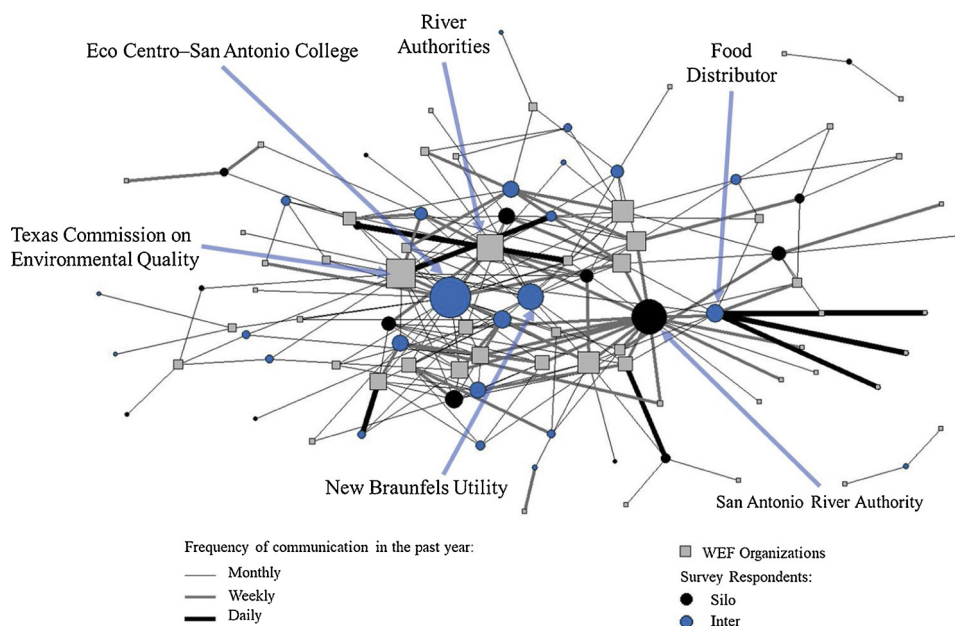 River
Authorities
Eco Centro–San Antonio College
Food
Distributor
Texas Commission on
Environmental Quality
New Braunfels Utility
San Antonio River Authority
Frequency of communication in the past year:
Monthly
Weekly
Daily
WEF Organizations
Survey Respondents:
Silo
Inter